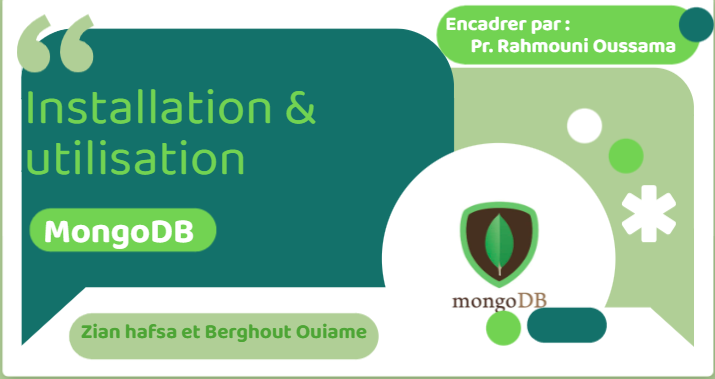 Encadrer par :
Pr. Rahmouni Oussama
Installation &
utilisation
MongoDB
mongoDB
Zian hafsa et Berghout Ouiame